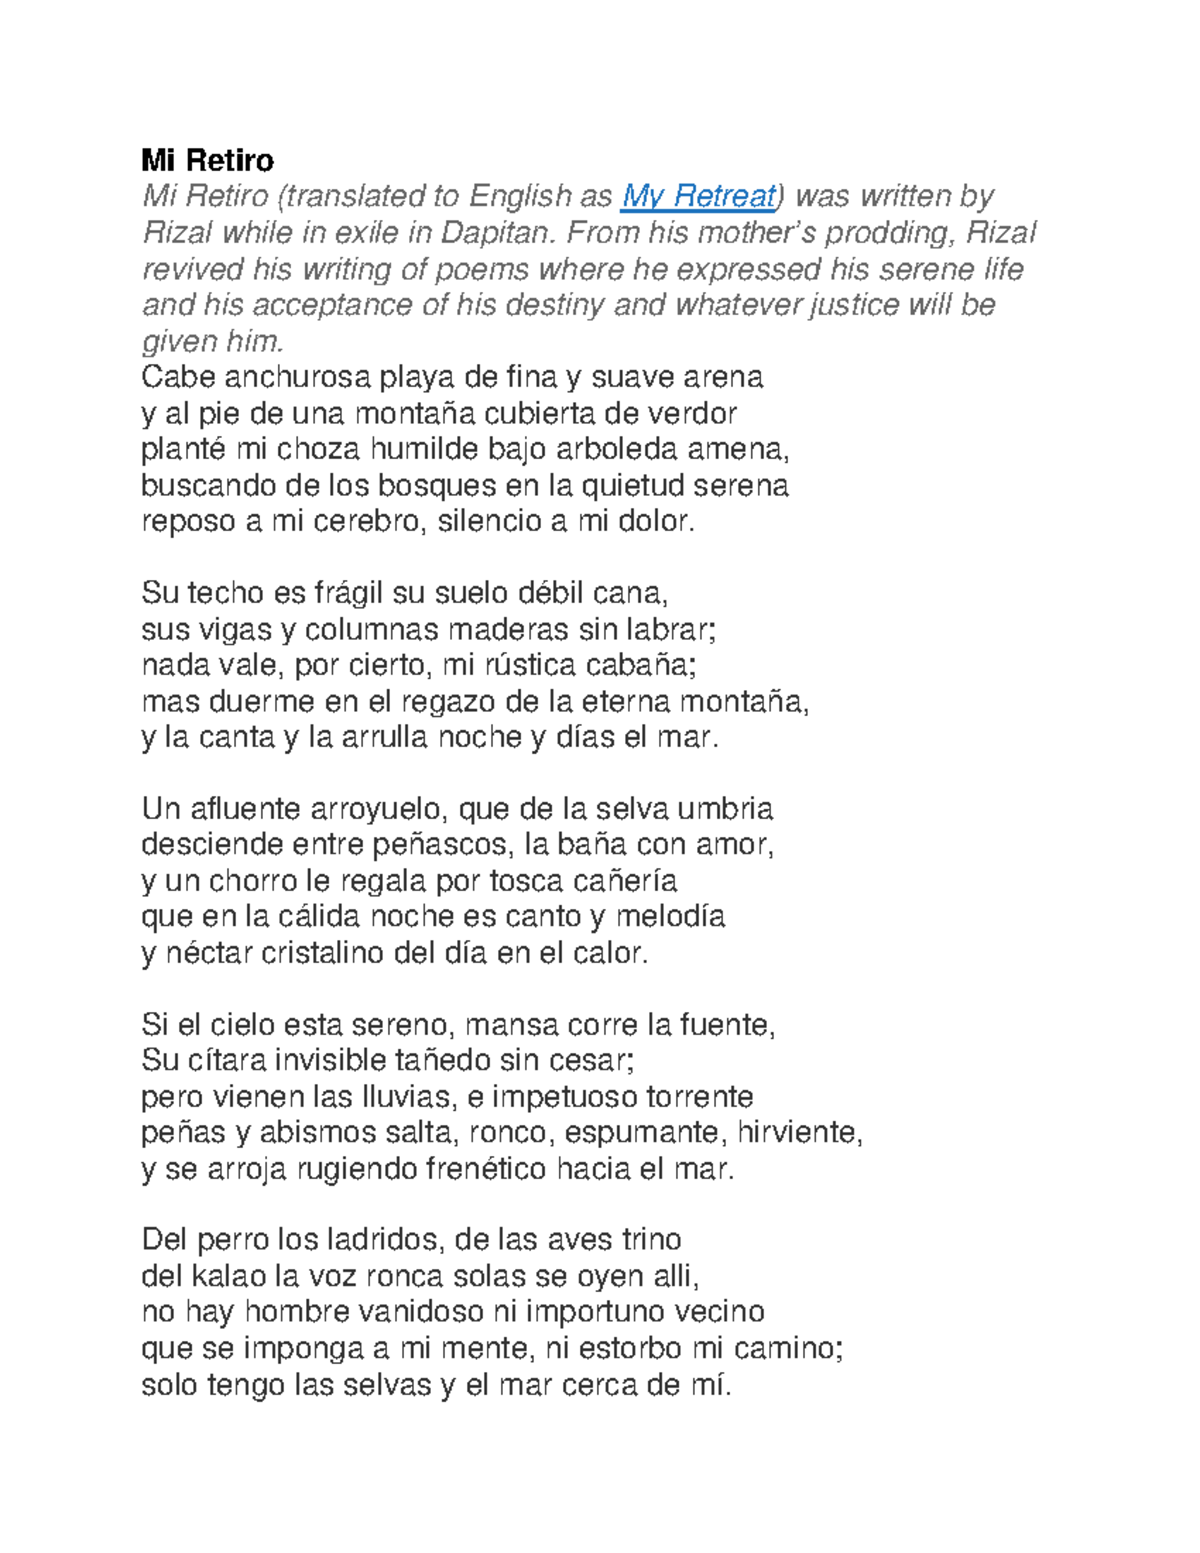 Mi Retiro
Mi Retiro (translated to English as My Retreat) was written by
Rizal while in exile in Dapitan. From his mother’s prodding, Rizal
revived his writing of poems where he expressed his serene life
and his acceptance of his destiny and whatever justice will be
given him.
Cabe anchurosa playa de fina y suave arena
y al pie de una montaña cubierta de verdor
planté mi choza humilde bajo arboleda amena,
buscando de los bosques en la quietud serena
reposo a mi cerebro, silencio a mi dolor.

Su techo es frágil su suelo débil cana,
sus vigas y columnas maderas sin labrar;
nada vale, por cierto, mi rústica cabaña;
mas duerme en el regazo de la eterna montaña,
y la canta y la arrulla noche y días el mar.

Un afluente arroyuelo, que de la selva umbria
desciende entre peñascos, la baña con amor,
y un chorro le regala por tosca cañería
que en la cálida noche es canto y melodía
y néctar cristalino del día en el calor.

Si el cielo esta sereno, mansa corre la fuente,
Su cítara invisible tañedo sin cesar;
pero vienen las lluvias, e impetuoso torrente
peñas y abismos salta, ronco, espumante, hirviente,
y se arroja rugiendo frenético hacia el mar.

Del perro los ladridos, de las aves trino
del kalao la voz ronca solas se oyen alli,
no hay hombre vanidoso ni importuno vecino
que se imponga a mi mente, ni estorbo mi camino;
solo tengo las selvas y el mar cerca de mí.